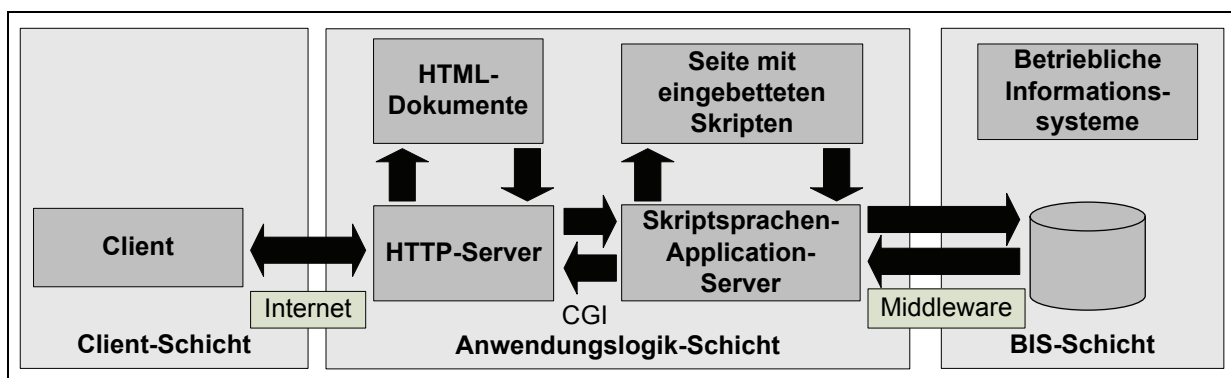 HTML-
Dokumente
Seite mit
eingebetteten
Skripten
Betriebliche
Informations-
systeme
Client
HTTP-Server
Skriptsprachen-
Application-
Server
Internet
CGI
Middleware
Client-Schicht
Anwendungslogik-Schicht
BIS-Schicht